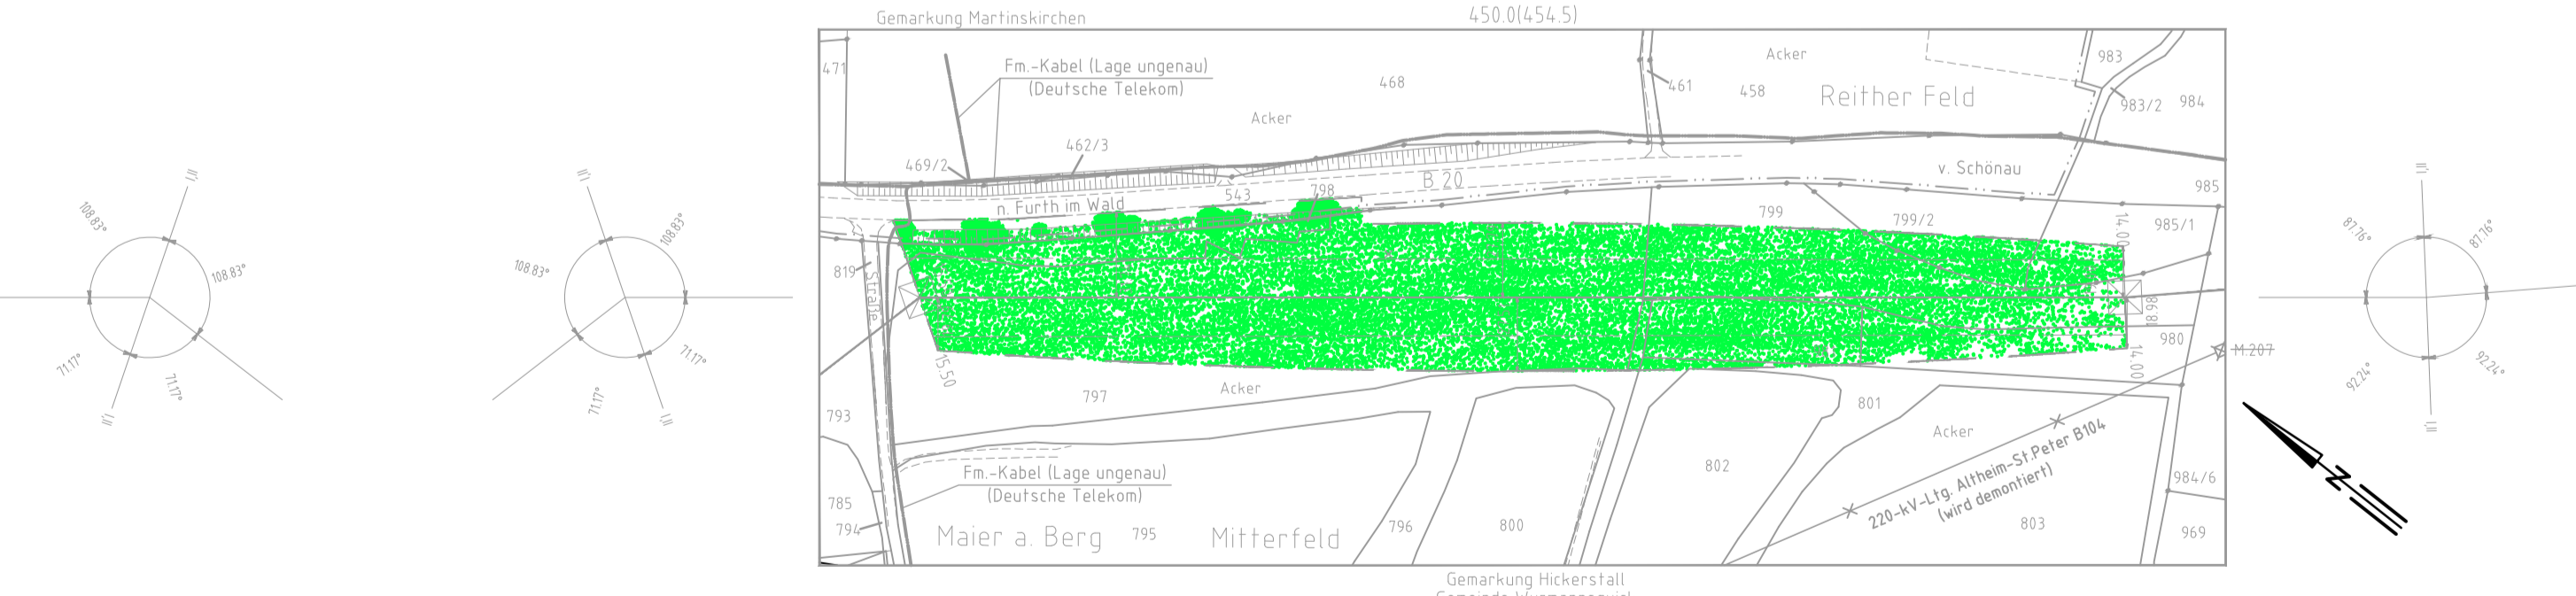 Gemarkung Martinskirchen
450.0(454.5)
471
Fm.-Kabel (Lage ungenau)
(Deutsche Telekom)
468
Acker
461
458
Acker
Reither Feld
983
983/2
984
469/2
462/3
Acker
B 20
v. Schönau
985
n. Furth im Wald
543
798
799
799/2
985/1
14.00
819
Straße
15.50
18.98
14.00
980
M.207
108.83°
108.83°
108.83°
71.17°
71.17°
108.83°
108.83°
71.17°
71.17°
87.76°
87.76°
92.24°
92.24°
793
797
Acker
801
Acker
802
Fm.-Kabel (Lage ungenau)
(Deutsche Telekom)
220-kV-Ltg. Altheim-St.Peter B104
(wird demontiert)
984/6
785
794
Maier a. Berg
795
Mitterfeld
796
800
803
969
N
Gemarkung Hickerstall